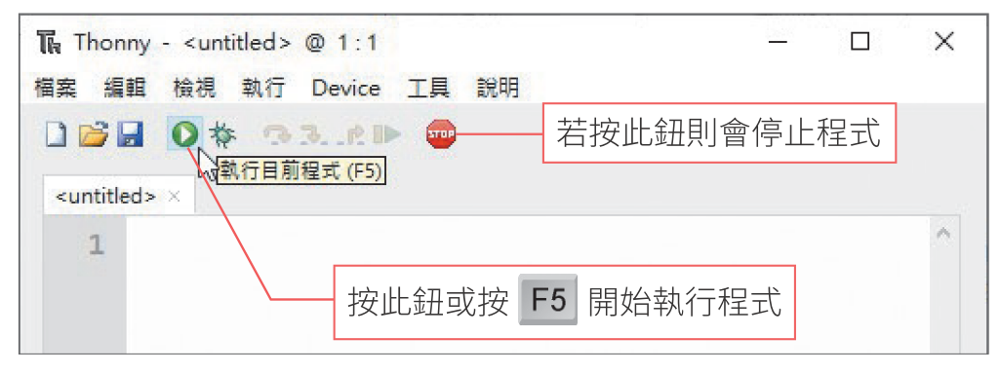 Thonny - <untitled> @ 1:1
檔案 編輯 檢視 執行 Device 工具 說明
STOP
若按此鈕則會停止程式
執行目前程式 (F5)
<untitled> ×
1
按此鈕或按 F5 開始執行程式